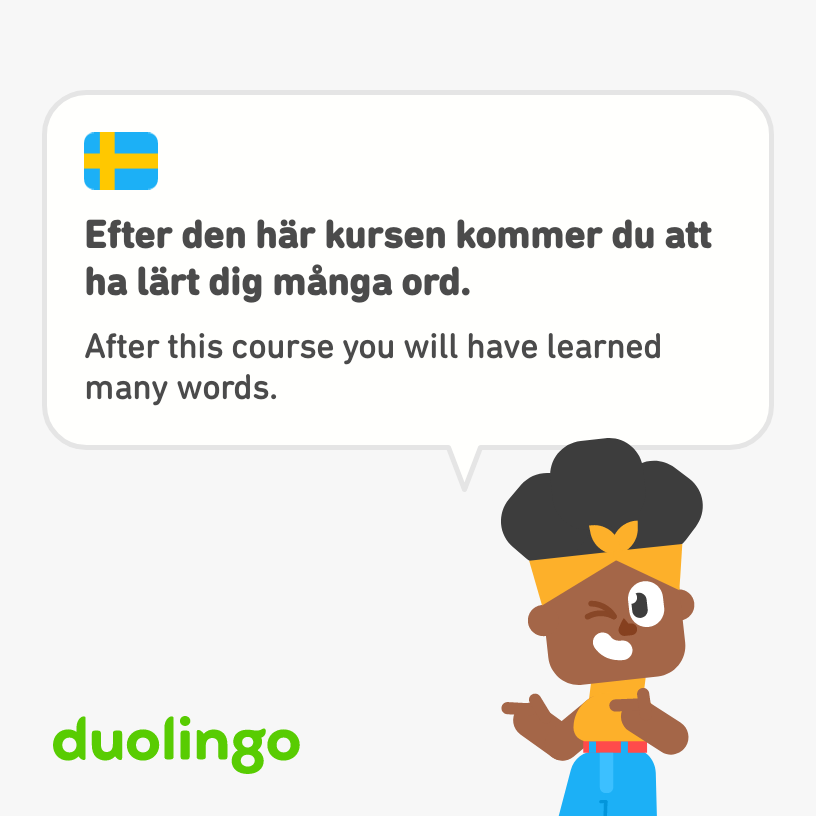 Efter den här kursen kommer du att
ha lärt dig många ord.
After this course you will have learned
many words.
duolingo